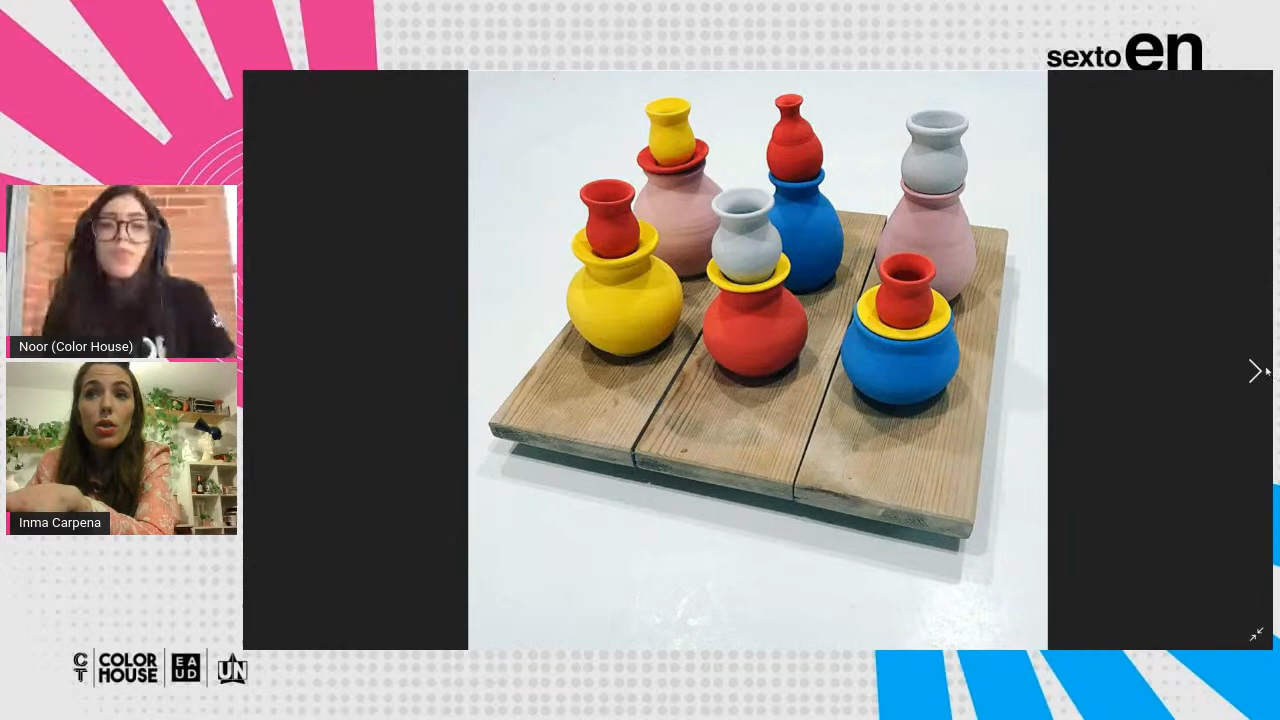 sexto en
Noor (Color House)
Inma Carpena
CT
COLOR
HOUSE
EA
UD
UN